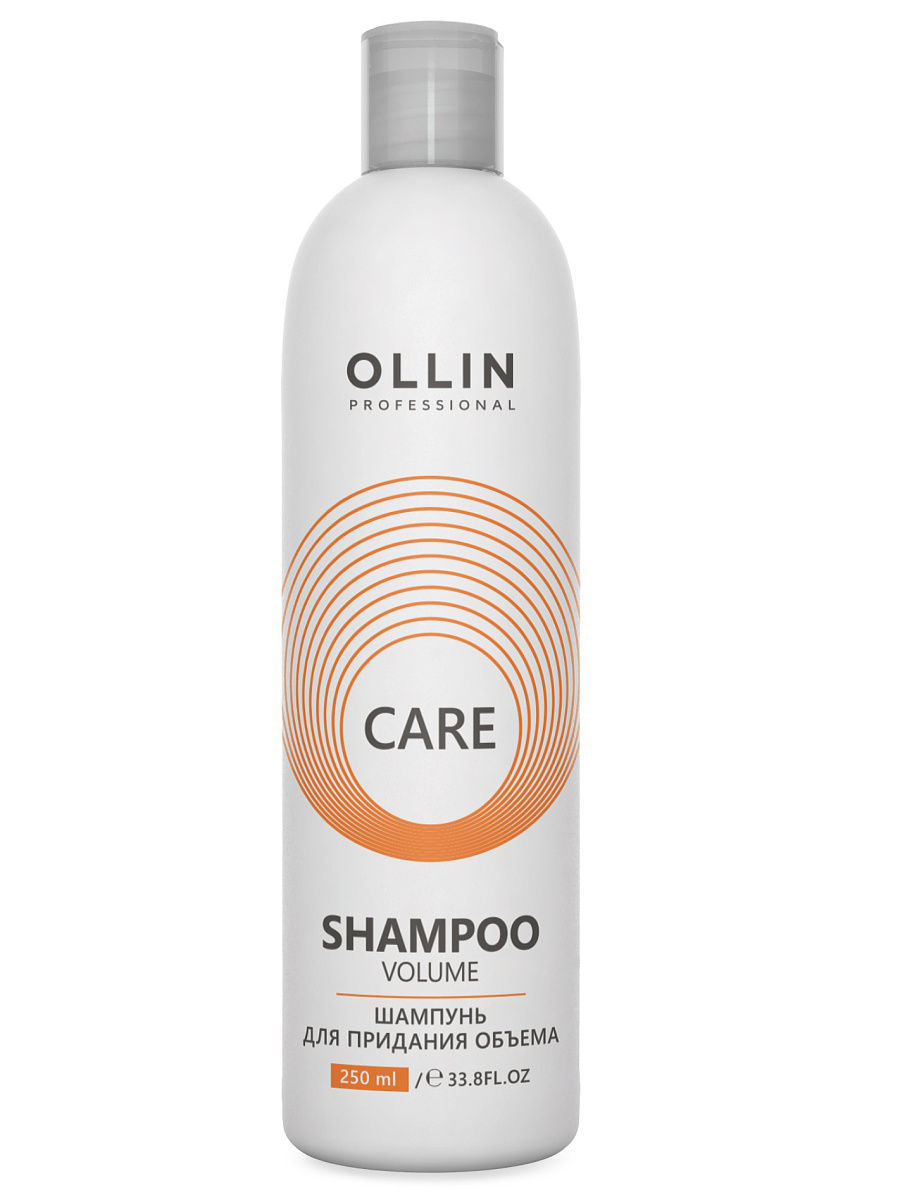 OLLIN
PROFESSIONAL
CARE
SHAMPOO
VOLUME
ШАМПУНЬ
ДЛЯ ПРИДАНИЯ ОБЪЕМА
250 ml / ℮ 33.8FL.OZ